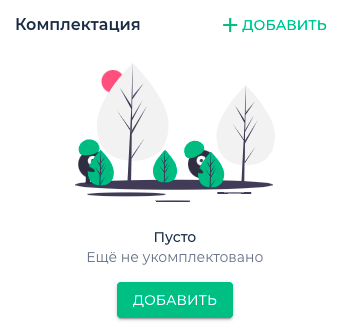 Комплектация
+ ДОБАВИТЬ
Пусто
Ещё не укомплектовано
ДОБАВИТЬ